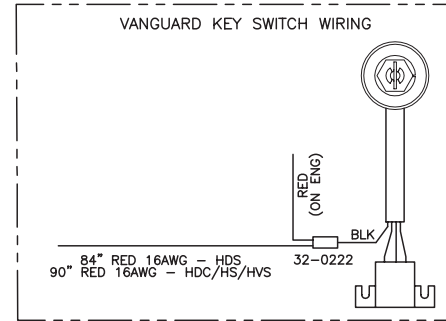 VANGUARD KEY SWITCH WIRING
RED
(ON ENG)
BLK
84" RED 16AWG – HDS
32-0222
90" RED 16AWG – HDC/HS/HVS